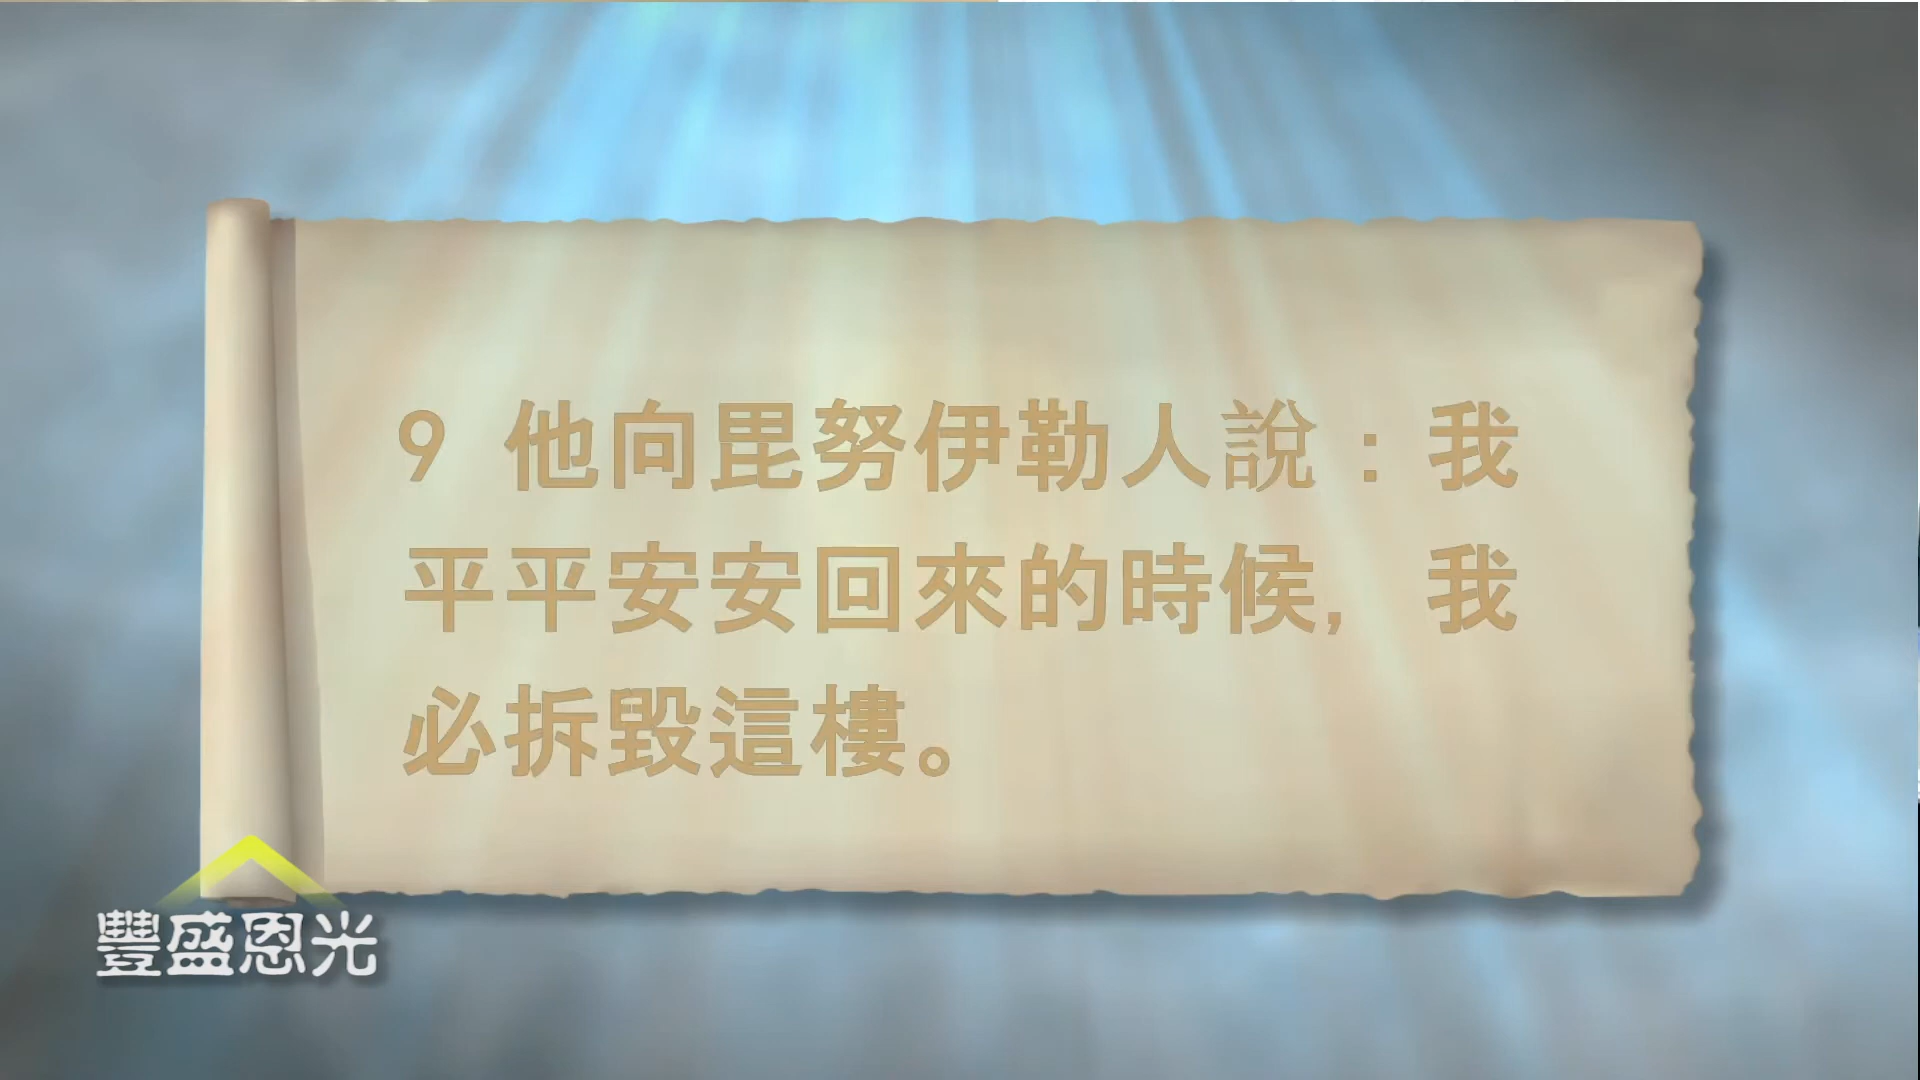 9 他向毘努伊勒人說：我
平平安安回來的時候，我
必拆毀這樓。
豐盛恩光